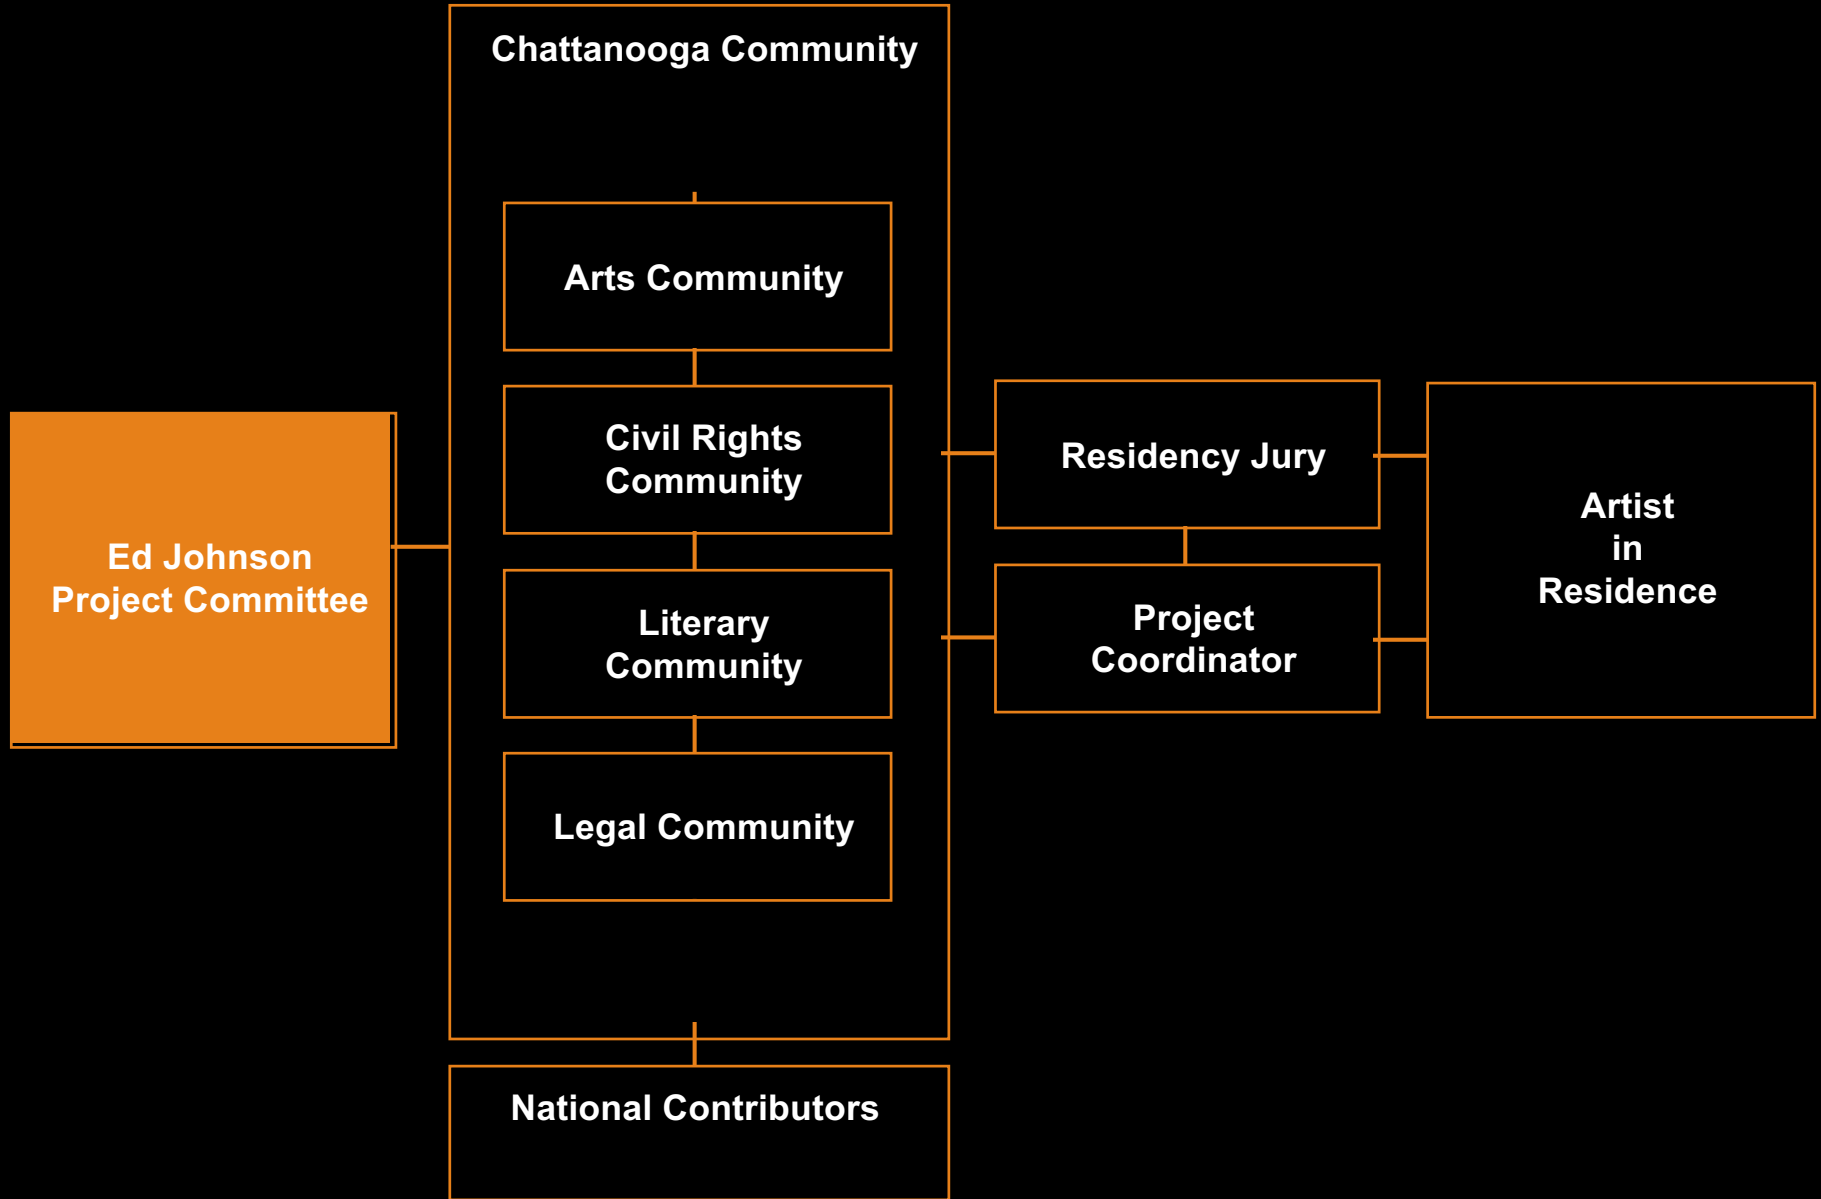 Chattanooga Community
Arts Community
Civil Rights
Community
Literary
Community
Legal Community
National Contributors
Ed Johnson
Project Committee
Residency Jury
Project
Coordinator
Artist
in
Residence